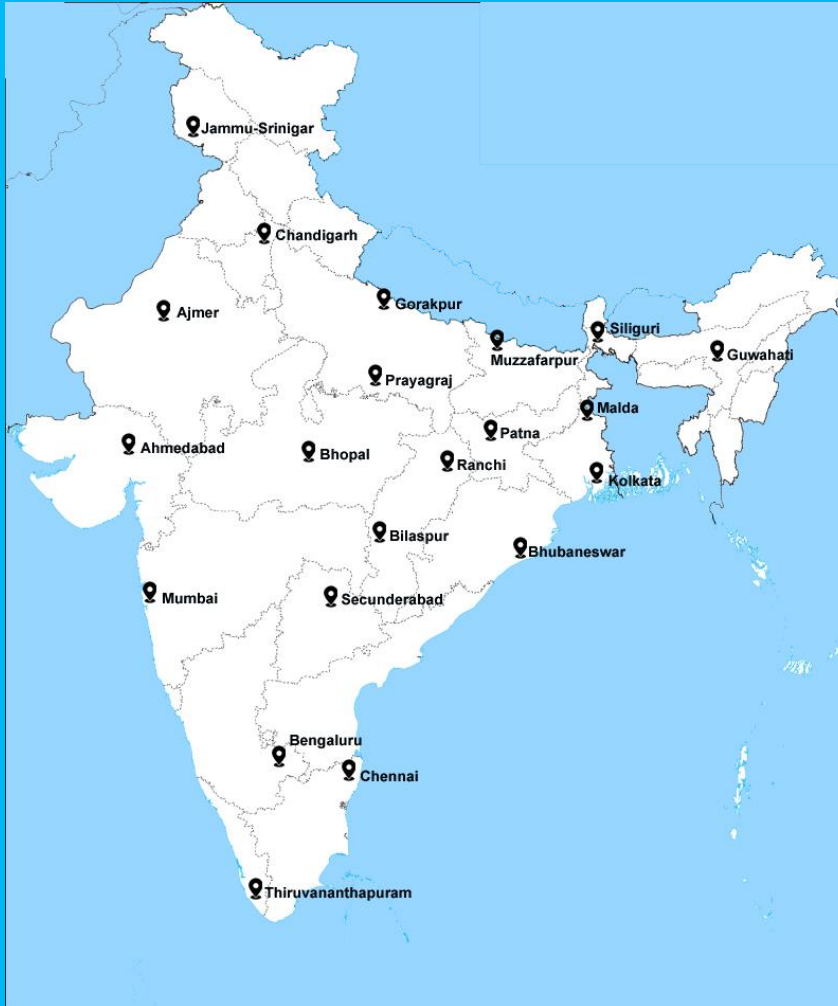 Jammu-Srinigar
Chandigarh
Gorakpur
Ajmer
Siliguri
Guwahati
Muzzafarpur
Prayagraj
Malda
Patna
Ahmedabad
Bhopal
Ranchi
Kolkata
Bilaspur
Bhubaneswar
Mumbai
Secunderabad
Bengaluru
Chennai
Thiruvananthapuram